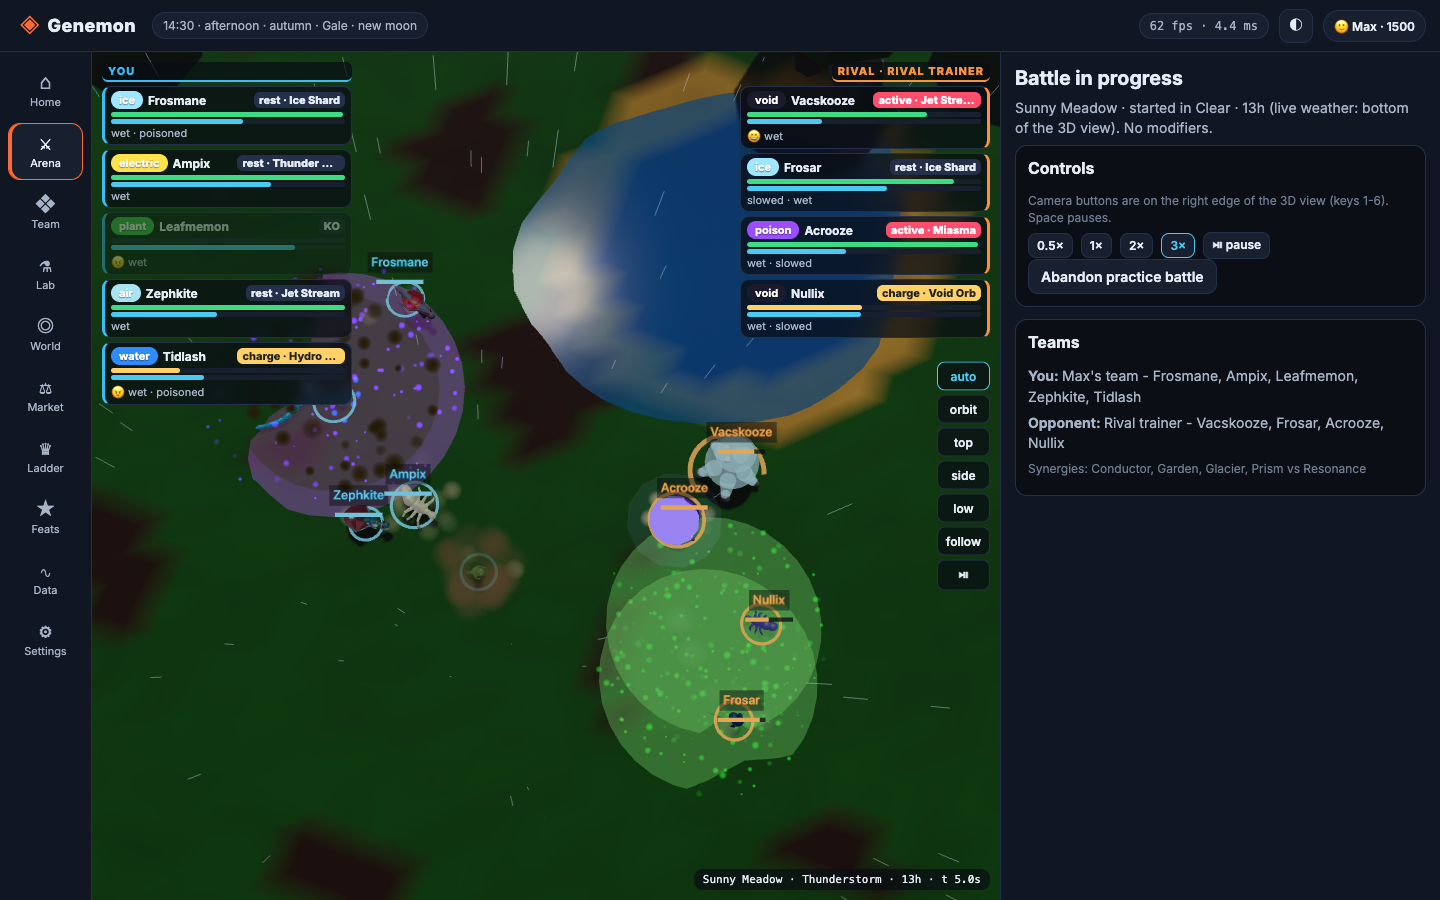 Genemon
14:30 · afternoon · autumn · Gale · new moon
62 fps · 4.4 ms
Max · 1500
Home
Arena
Team
Lab
World
Market
Ladder
Feats
Data
Settings
YOU
ice Frosmane rest · Ice Shard
wet · poisoned
electric Ampix rest · Thunder ...
wet
plant Leafmemon KO
wet
air Zephkite rest · Jet Stream
wet
water Tidlash charge · Hydro ...
wet · poisoned
RIVAL · RIVAL TRAINER
void Vacskooze active · Jet Stre...
wet
ice Frosar rest · Ice Shard
slowed · wet
poison Acrooze active · Miasma
wet · slowed
void Nullix charge · Void Orb
wet · slowed
Frosmane
Ampix
Zephkite
Vacskooze
Acrooze
Nullix
Frosar
auto
orbit
top
side
low
follow
Sunny Meadow · Thunderstorm · 13h · t 5.0s
Battle in progress
Sunny Meadow · started in Clear · 13h (live weather: bottom
of the 3D view). No modifiers.
Controls
Camera buttons are on the right edge of the 3D view (keys 1-6).
Space pauses.
0.5× 1× 2× 3× pause
Abandon practice battle
Teams
You: Max's team - Frosmane, Ampix, Leafmemon,
Zephkite, Tidlash
Opponent: Rival trainer - Vacskooze, Frosar, Acrooze,
Nullix
Synergies: Conductor, Garden, Glacier, Prism vs Resonance